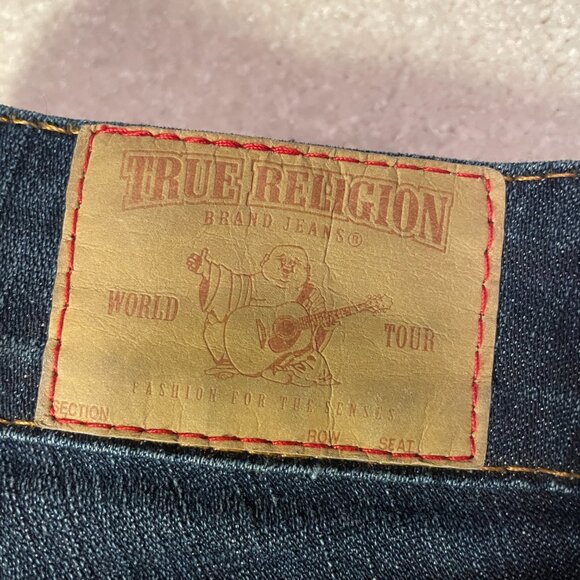 TRUE RELIGION
BRAND JEANS®
WORLD TOUR
FASHION FOR THE SENSES
SECTION ROW SEAT